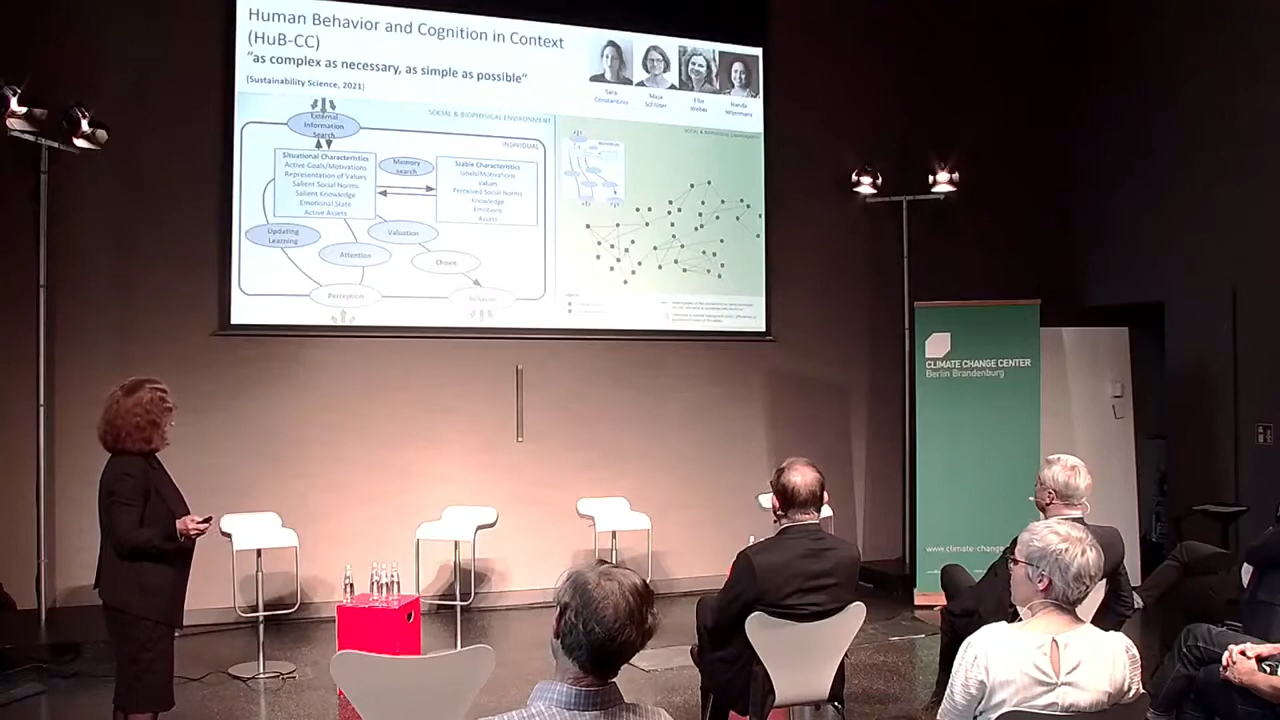 Human Behavior and Cognition in Context
(HuB-CC)
"as complex as necessary, as simple as possible"
(Sustainability Science, 2021)
Sara
Constantino
Maja
Schlüter
Elke
Weber
Nanda
Wijermans
SOCIAL & BIOPHYSICAL ENVIRONMENT
External
Information
Search
INDIVIDUAL
Situational Characteristics
Active Goals/Motivations
Representation of Values
Salient Social Norms
Salient Knowledge
Emotional State
Active Assets
Memory
search
Stable Characteristics
Goals/Motivations
Values
Perceived Social Norms
Knowledge
Emotions
Assets
Updating
Learning
Valuation
Attention
Choice
Perception
Behavior
SOCIAL & BIOPHYSICAL ENVIRONMENT
CLIMATE CHANGE CENTER
Berlin Brandenburg
www.climate-change